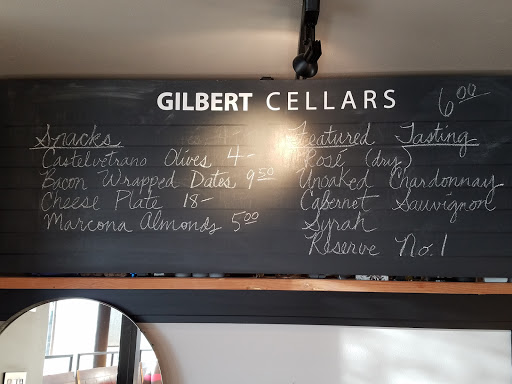 GILBERT CELLARS
6.00
Snacks
Castelvetrano Olives 4-
Bacon Wrapped Dates 9.50
Cheese Plate 18-
Marcona Almonds 5.00
Featured Tasting
Rosé (dry)
Unoaked Chardonnay
Cabernet Sauvignon
Syrah
Reserve No. 1